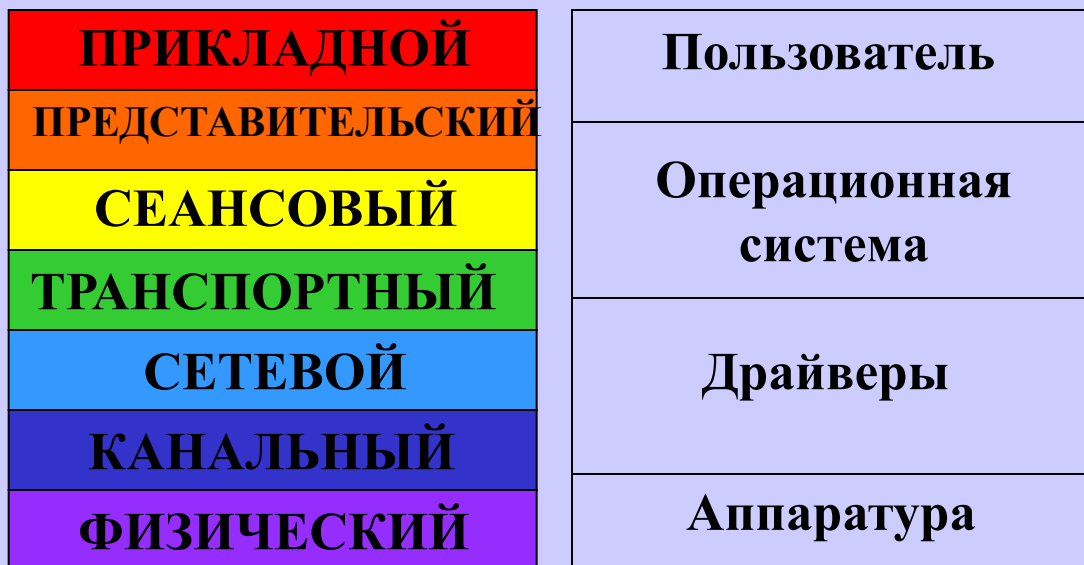 ПРИКЛАДНОЙ
ПРЕДСТАВИТЕЛЬСКИЙ
СЕАНСОВЫЙ
ТРАНСПОРТНЫЙ
СЕТЕВОЙ
КАНАЛЬНЫЙ
ФИЗИЧЕСКИЙ
Пользователь
Операционная
система
Драйверы
Аппаратура